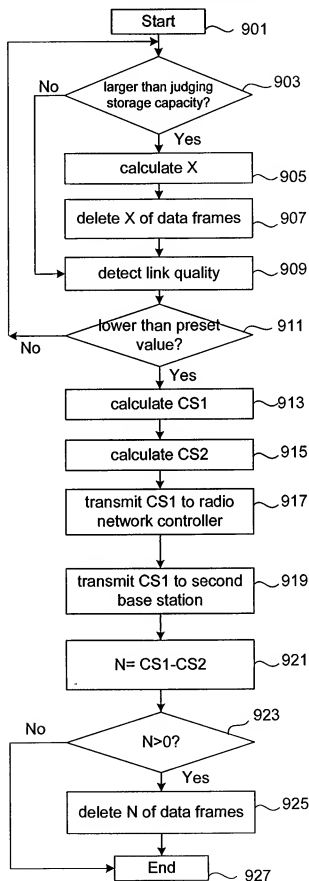 Start
901
No
larger than judging
storage capacity?
903
Yes
calculate X
905
delete X of data frames
907
detect link quality
909
lower than preset
value?
911
No
Yes
calculate CS1
913
calculate CS2
915
transmit CS1 to radio
network controller
917
transmit CS1 to second
base station
919
N= CS1-CS2
921
923
No
N>0?
Yes
delete N of data frames
925
End
927